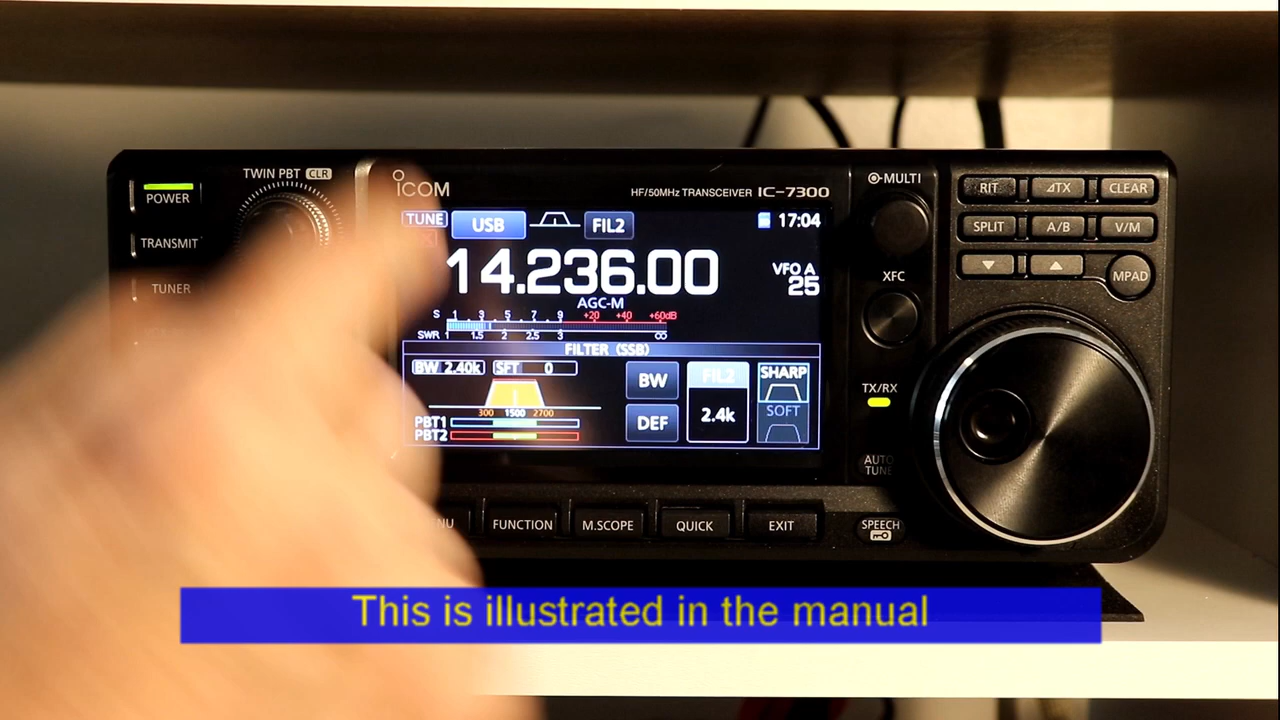 TWIN PBT CLR
POWER
TRANSMIT
TUNER
ICOM
HF/50MHz TRANSCEIVER IC-7300
TUNE USB FIL2 17:04
14.236.00
VFO A
25
AGC-M
S 1 . 3 . 5 . 7 . 9 +20 +40 +60dB
SWR 1 1.5 2 2.5 3 ∞
FILTER (SSB)
BW 2.40k SFT 0
300 1500 2700
PBT1
PBT2
BW
DEF
FIL2
2.4k
SHARP
SOFT
FUNCTION
M.SCOPE
QUICK
EXIT
MULTI
XFC
TX/RX
AUTO
TUNE
SPEECH
RIT
ΔTX
CLEAR
SPLIT
A/B
V/M
MPAD
This is illustrated in the manual